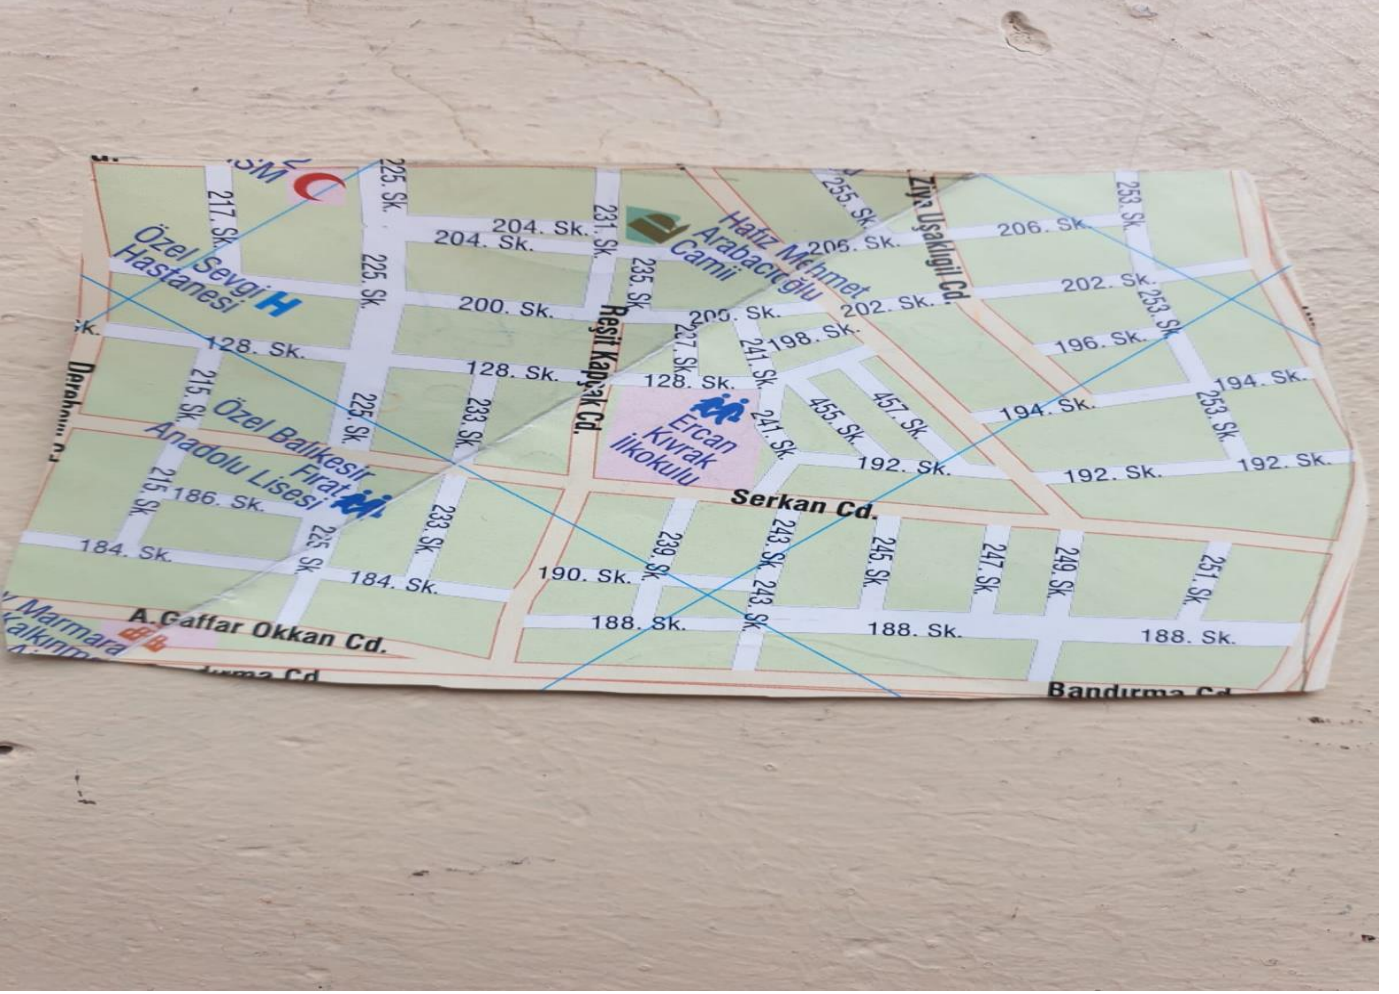 225. Sk.
217. Sk.
204. Sk.
204. Sk.
231. Sk.
235. Sk.
Hafız Mehmet
Arabacıoğlu
Camii
255. Sk.
Ziya Uşaklıgil Cd.
206. Sk.
206. Sk.
253. Sk.
Özel Sevgi
Hastanesi
H
225. Sk.
200. Sk.
200. Sk.
202. Sk.
202. Sk.
253. Sk.
Sk.
128. Sk.
128. Sk.
128. Sk.
Reşit Kapçak Cd.
237. Sk.
241. Sk.
198. Sk.
196. Sk.
194. Sk.
194. Sk.
215. Sk.
225. Sk.
233. Sk.
Ercan
Kıvrak
İlkokulu
241 Sk.
455. Sk.
457. Sk.
253. Sk.
192. Sk.
192. Sk.
192. Sk.
Özel Balıkesir
Fırat
Anadolu Lisesi
215 Sk.
186. Sk.
225. Sk.
233. Sk.
Serkan Cd.
239. Sk.
243. Sk.
245. Sk.
247. Sk.
249. Sk.
251. Sk.
184. Sk.
184. Sk.
190. Sk.
243. Sk.
188. Sk.
188. Sk.
188. Sk.
A.Gaffar Okkan Cd.
Marmara
Bandırma Cd.